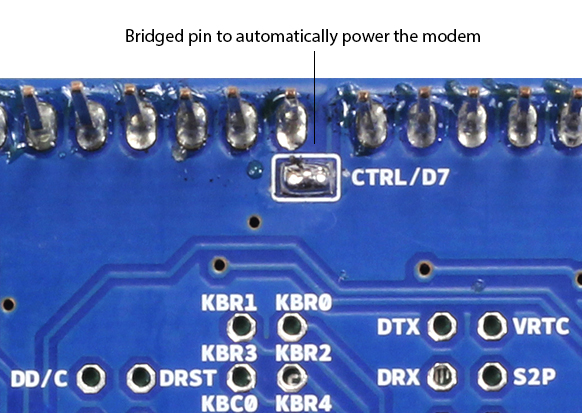 Bridged pin to automatically power the modem
CTRL/D7
KBR1 KBR0
DTX VRTC
KBR3 KBR2
DD/C DRST DRX S2P
KBC0 KBR4